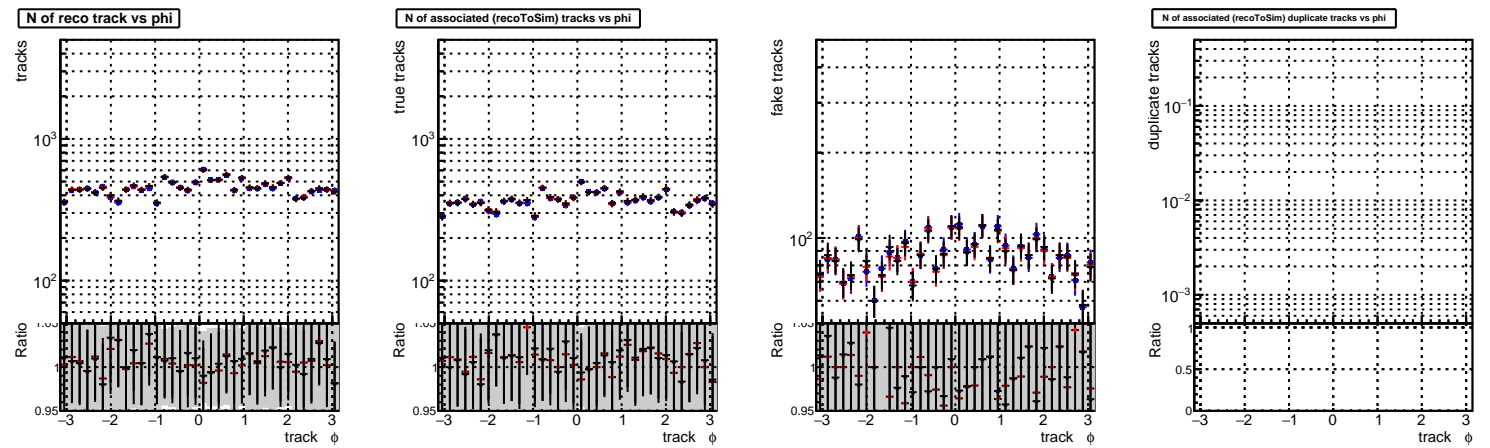 N of reco track vs phi
tracks
10³
10²
Ratio
1
0.95
−3 −2 −1 0 1 2 3
track ϕ
N of associated (recoToSim) tracks vs phi
true tracks
10³
10²
Ratio
1
0.95
−3 −2 −1 0 1 2 3
track ϕ
fake tracks
10²
Ratio
1.05
1
0.95
−3 −2 −1 0 1 2 3
track ϕ
N of associated (recoToSim) duplicate tracks vs phi
duplicate tracks
10⁻¹
10⁻²
10⁻³
Ratio
1
0.5
0
−3 −2 −1 0 1 2 3
track ϕ